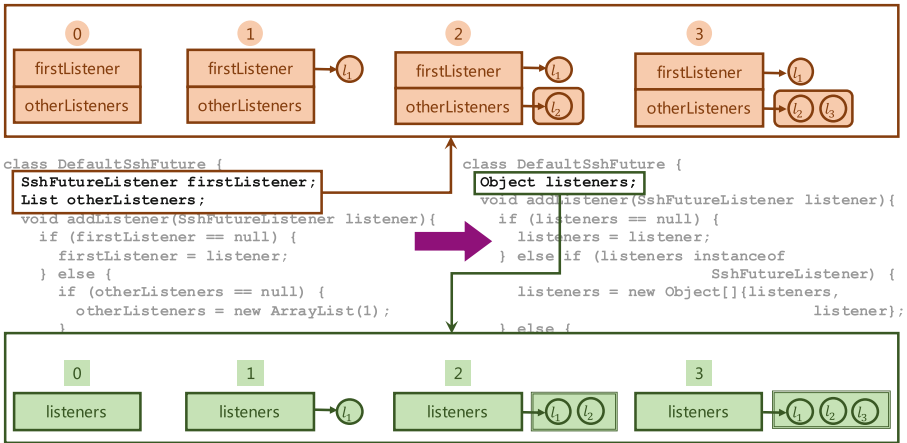 0 1 2 3
firstListener l1 firstListener l1 firstListener l1 firstListener l1
otherListeners otherListeners otherListeners l2 otherListeners l2 l3
class DefaultSshFuture {
SshFutureListener firstListener;
List otherListeners;
void addListener(SshFutureListener listener){
if (firstListener == null) {
firstListener = listener;
} else {
if (otherListeners == null) {
otherListeners = new ArrayList(1);
}
class DefaultSshFuture {
Object listeners;
void addListener(SshFutureListener listener){
if (listeners == null) {
listeners = listener;
} else if (listeners instanceof
SshFutureListener) {
listeners = new Object[]{listeners,
listener};
} else {
0 1 2 3
listeners listeners l1 listeners l1 l2 listeners l1 l2 l3